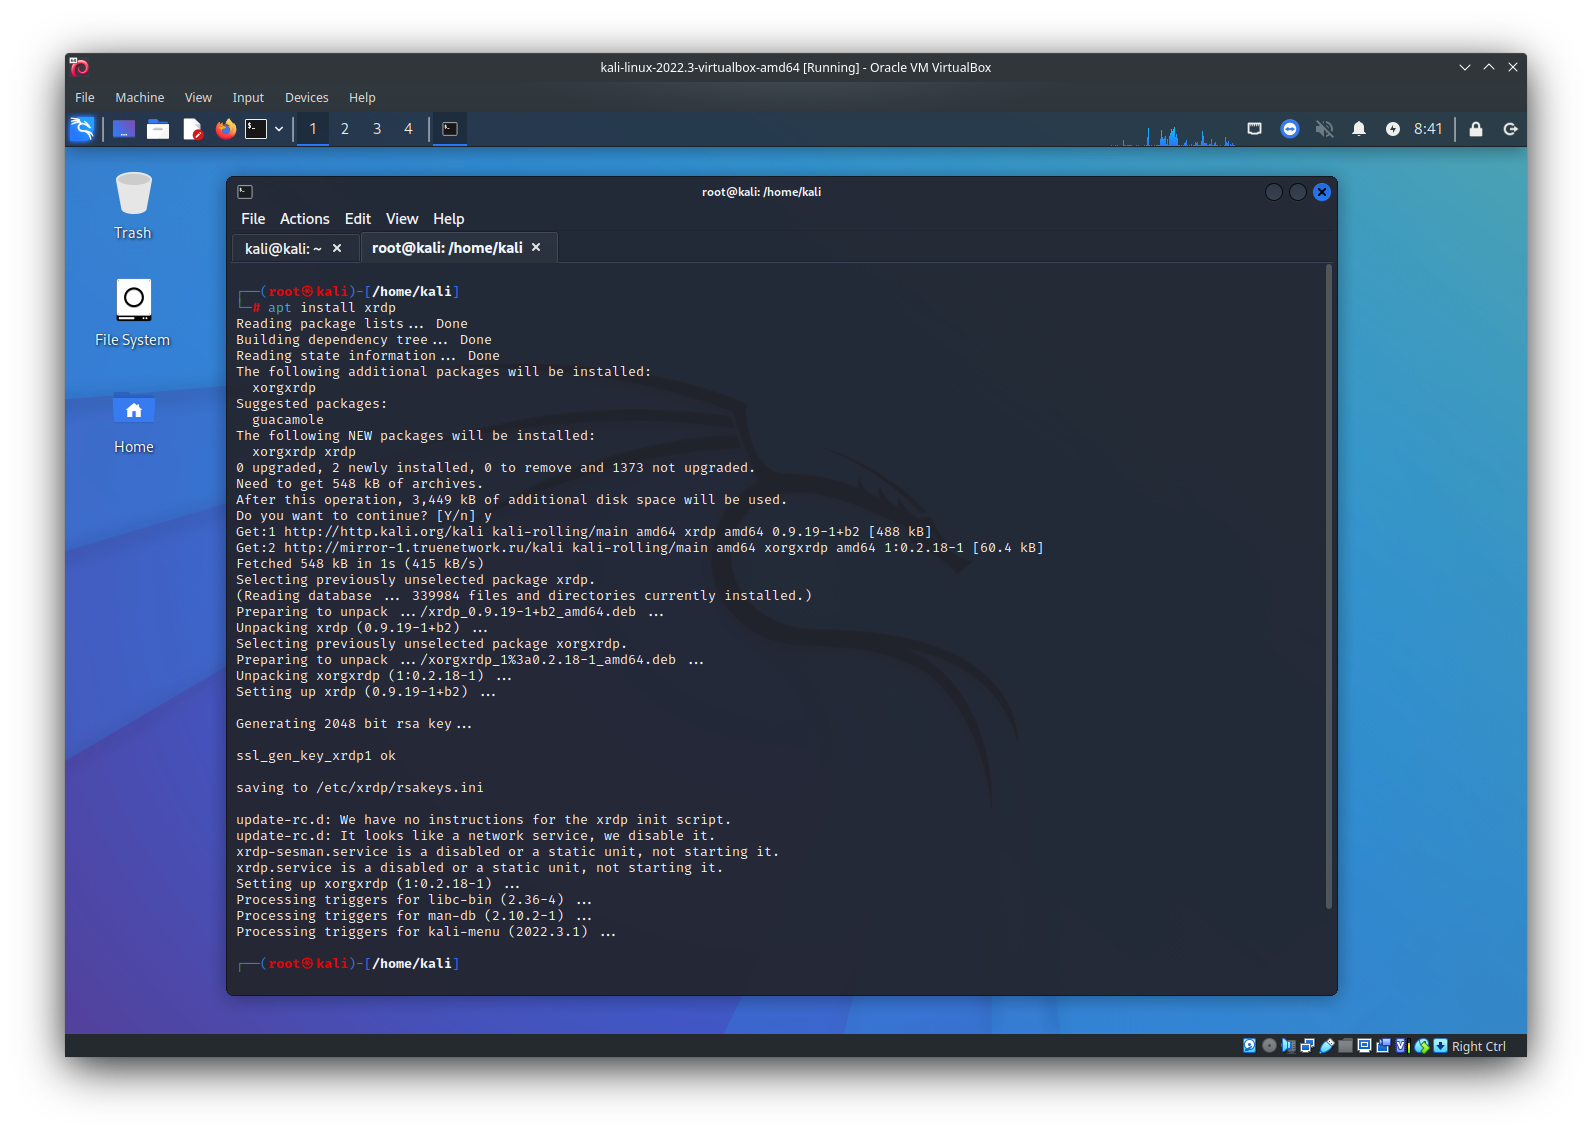 kali-linux-2022.3-virtualbox-amd64 [Running] - Oracle VM VirtualBox
File Machine View Input Devices Help
1 2 3 4 8:41
Trash
File System
Home
root@kali: /home/kali
File Actions Edit View Help
kali@kali: ~ × root@kali: /home/kali ×
┌──(root㉿kali)-[/home/kali]
└─# apt install xrdp
Reading package lists... Done
Building dependency tree... Done
Reading state information... Done
The following additional packages will be installed:
xorgxrdp
Suggested packages:
guacamole
The following NEW packages will be installed:
xorgxrdp xrdp
0 upgraded, 2 newly installed, 0 to remove and 1373 not upgraded.
Need to get 548 kB of archives.
After this operation, 3,449 kB of additional disk space will be used.
Do you want to continue? [Y/n] y
Get:1 http://http.kali.org/kali kali-rolling/main amd64 xrdp amd64 0.9.19-1+b2 [488 kB]
Get:2 http://mirror-1.truenetwork.ru/kali kali-rolling/main amd64 xorgxrdp amd64 1:0.2.18-1 [60.4 kB]
Fetched 548 kB in 1s (415 kB/s)
Selecting previously unselected package xrdp.
(Reading database ... 339984 files and directories currently installed.)
Preparing to unpack .../xrdp_0.9.19-1+b2_amd64.deb ...
Unpacking xrdp (0.9.19-1+b2) ...
Selecting previously unselected package xorgxrdp.
Preparing to unpack .../xorgxrdp_1%3a0.2.18-1_amd64.deb ...
Unpacking xorgxrdp (1:0.2.18-1) ...
Setting up xrdp (0.9.19-1+b2) ...
Generating 2048 bit rsa key...
ssl_gen_key_xrdp1 ok
saving to /etc/xrdp/rsakeys.ini
update-rc.d: We have no instructions for the xrdp init script.
update-rc.d: It looks like a network service, we disable it.
xrdp-sesman.service is a disabled or a static unit, not starting it.
xrdp.service is a disabled or a static unit, not starting it.
Setting up xorgxrdp (1:0.2.18-1) ...
Processing triggers for libc-bin (2.36-4) ...
Processing triggers for man-db (2.10.2-1) ...
Processing triggers for kali-menu (2022.3.1) ...
┌──(root㉿kali)-[/home/kali]
Right Ctrl